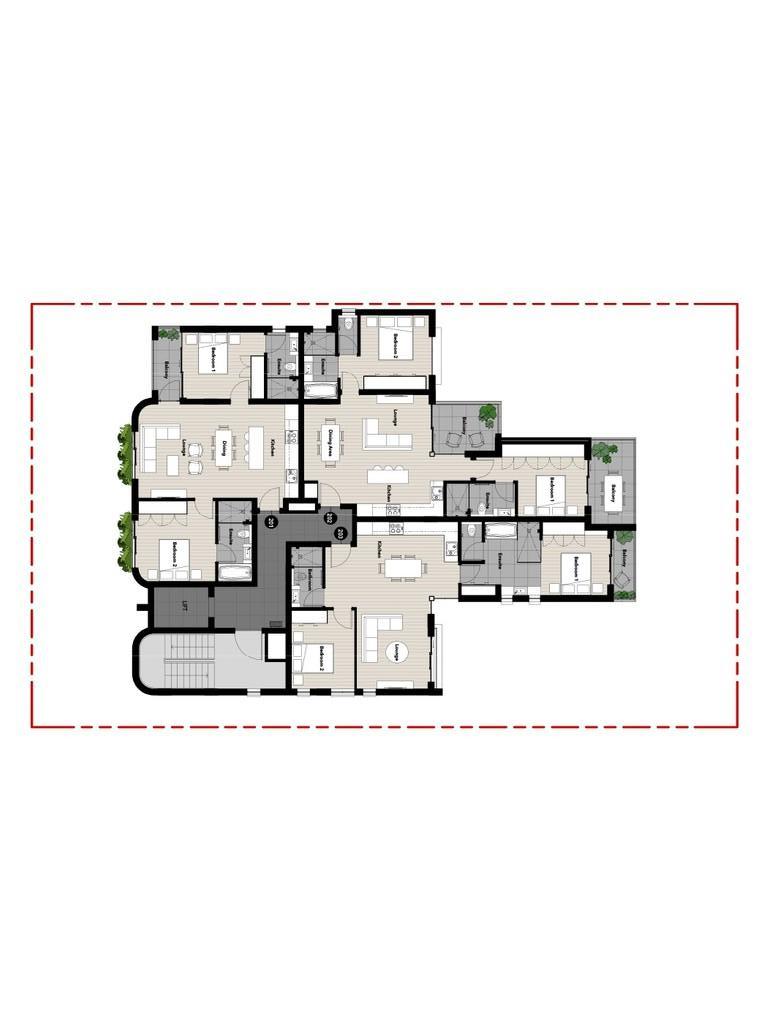 Bedroom 1
Ensuite
Balcony
Lounge
Dining
Kitchen
Bedroom 2
Ensuite
201
Bedroom 2
Ensuite
Lounge
Dining Area
Balcony
Kitchen
Ensuite
Bedroom 1
Balcony
202
203
Kitchen
Ensuite
Bedroom 1
Balcony
Bathroom
Bedroom 2
Lounge
LIFT